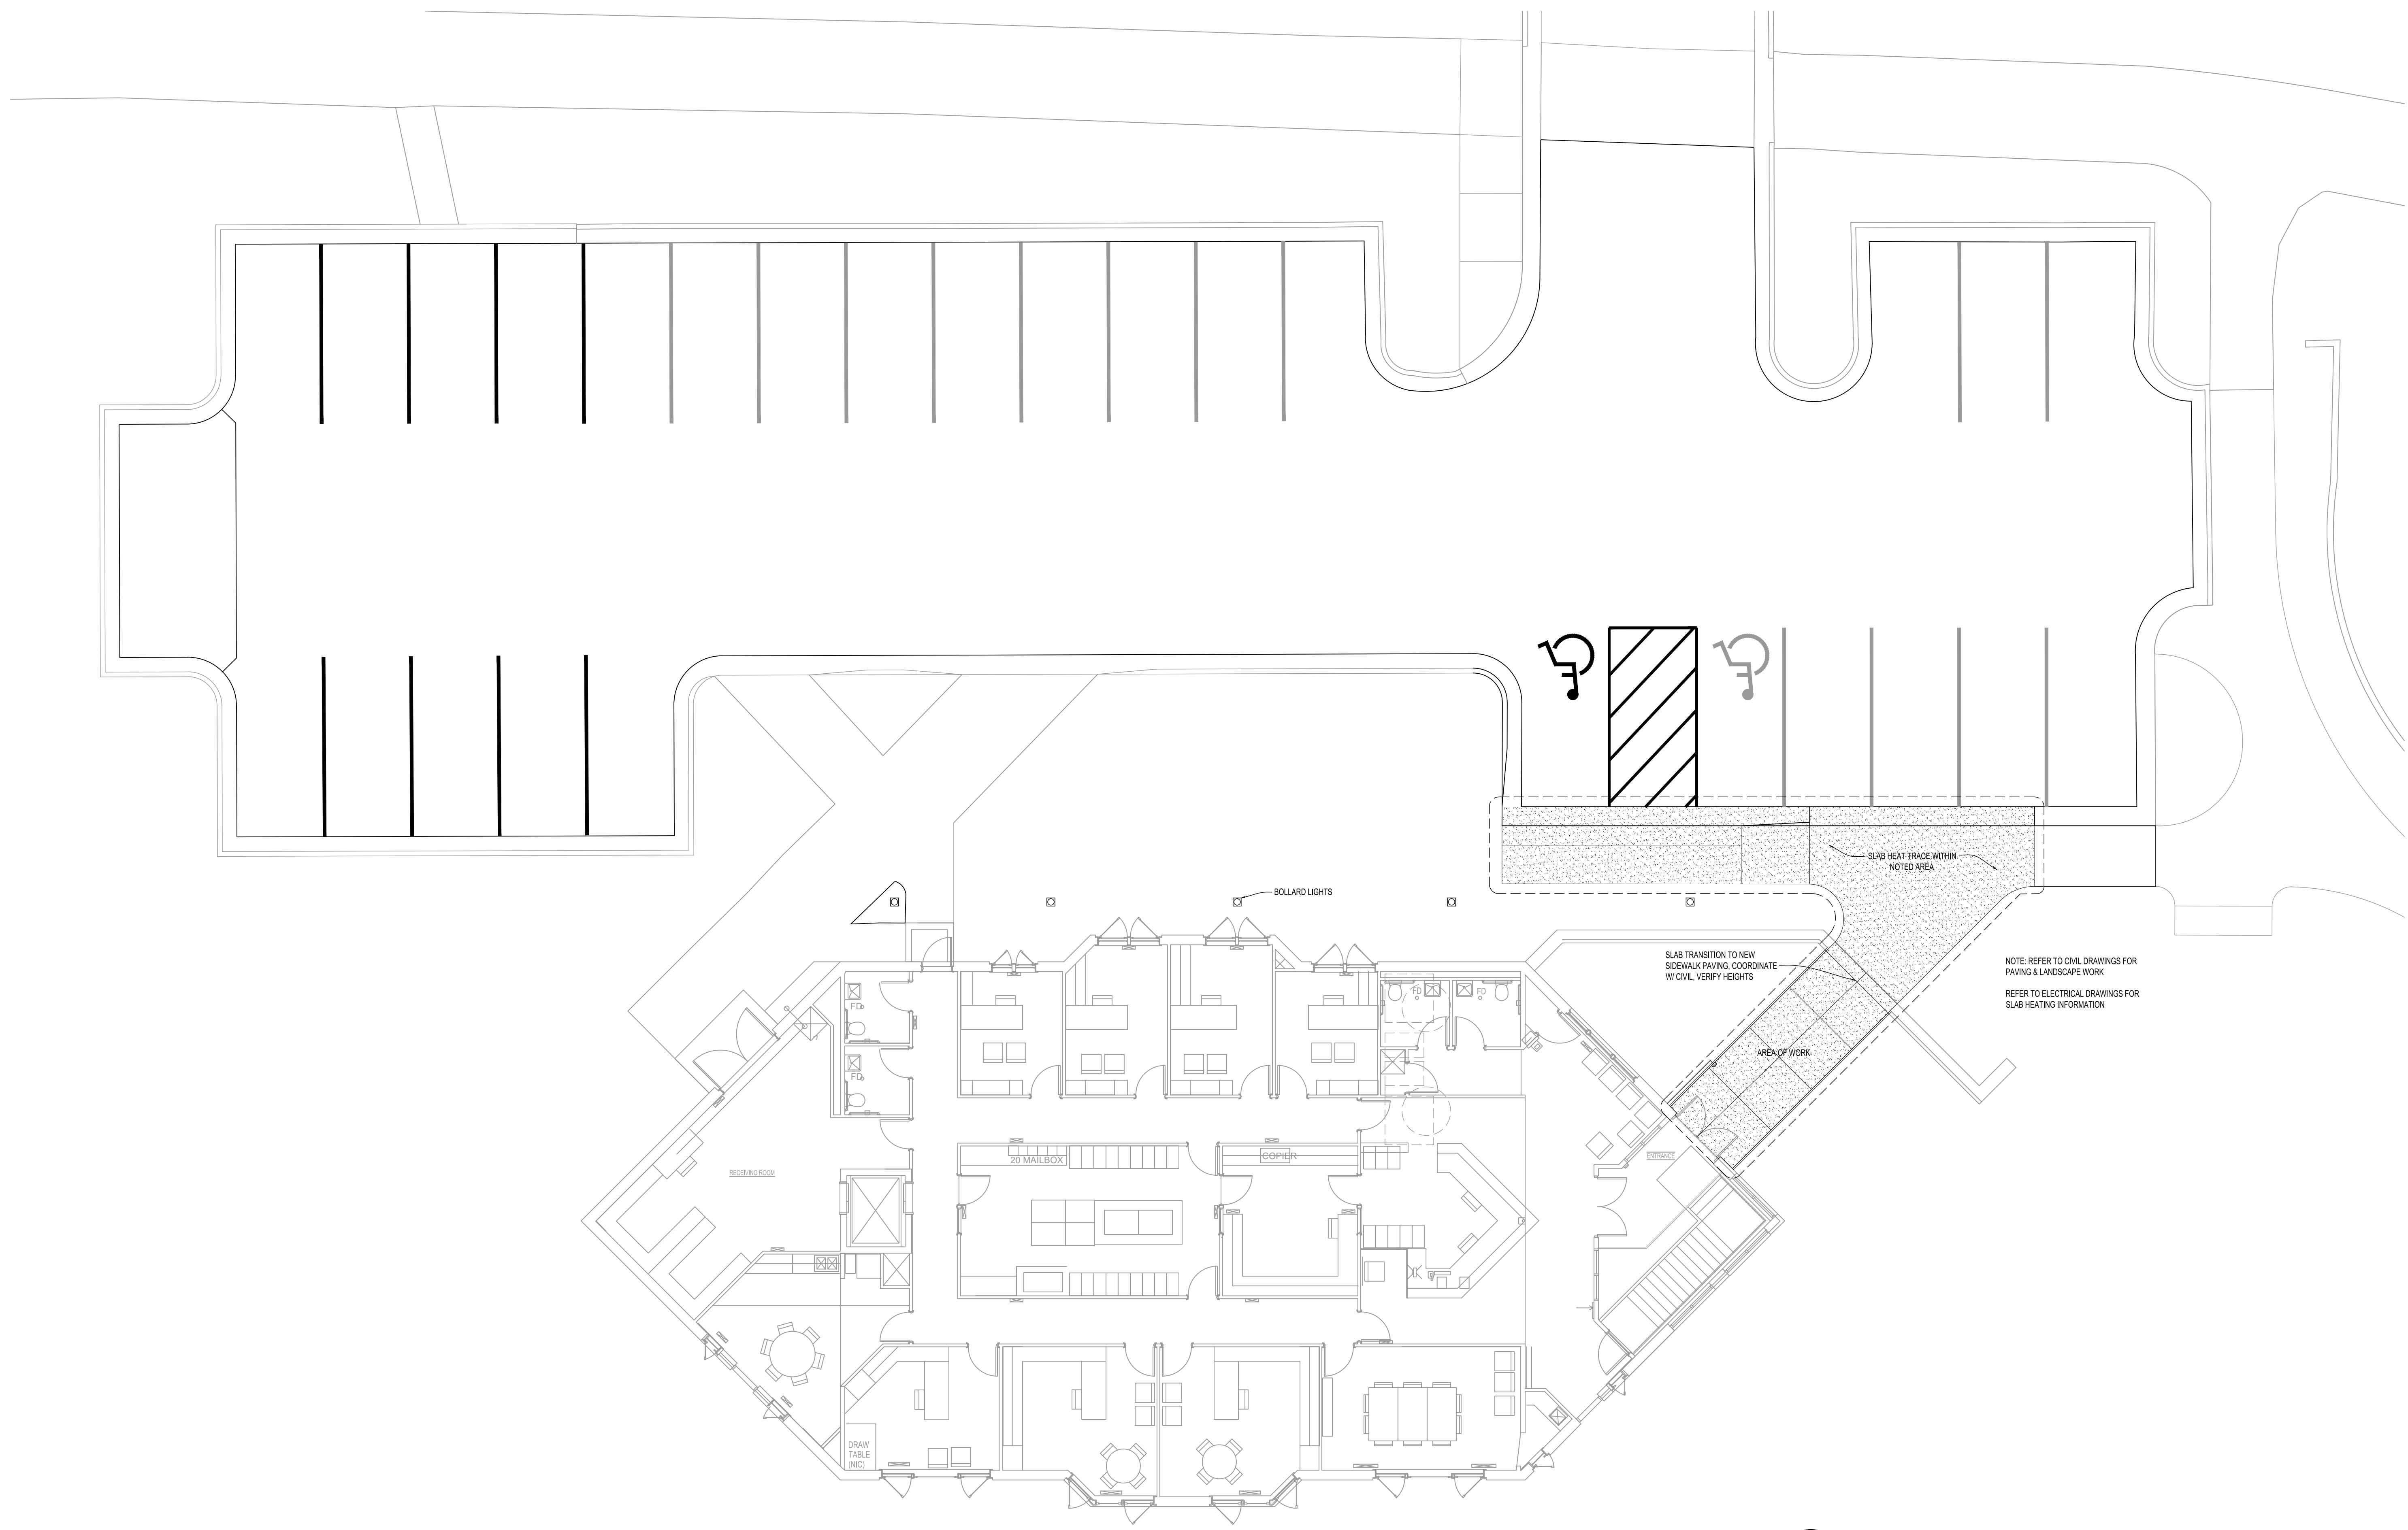 BOLLARD LIGHTS
SLAB HEAT TRACE WITHIN
NOTED AREA
SLAB TRANSITION TO NEW
SIDEWALK PAVING, COORDINATE
W/ CIVIL, VERIFY HEIGHTS
NOTE: REFER TO CIVIL DRAWINGS FOR
PAVING & LANDSCAPE WORK
REFER TO ELECTRICAL DRAWINGS FOR
SLAB HEATING INFORMATION
AREA OF WORK
FD
FD
FD
FD
RECEIVING ROOM
20 MAILBOX
COPIER
ENTRANCE
DRAW
TABLE
(NIC)